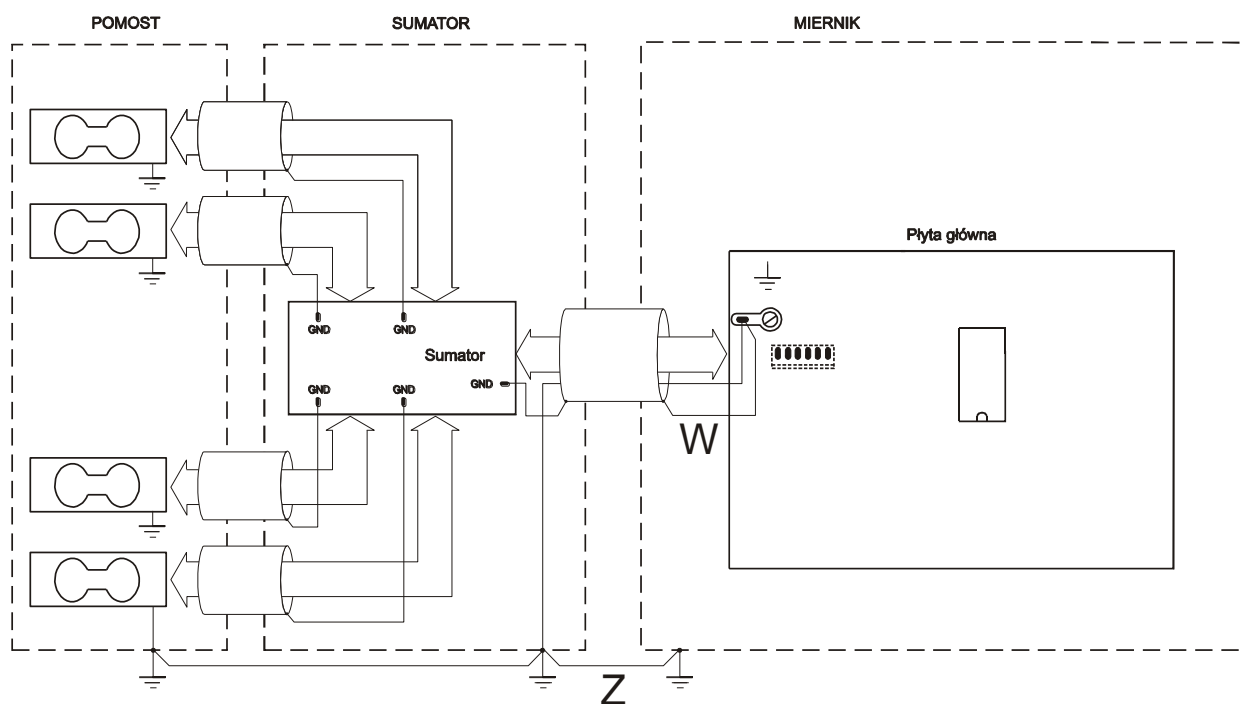 POMOST
SUMATOR
MIERNIK
Płyta główna
GND
GND
Sumator
GND
GND
GND
W
Z